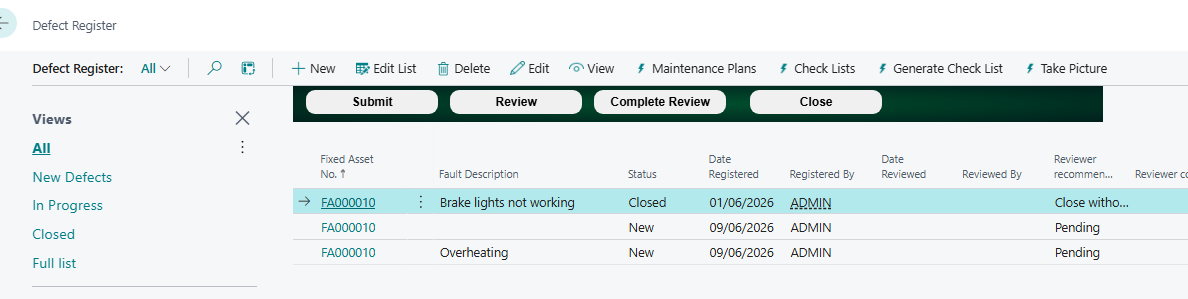 Defect Register
Defect Register: All New Edit List Delete Edit View Maintenance Plans Check Lists Generate Check List Take Picture
Submit Review Complete Review Close
Views
All
New Defects
In Progress
Closed
Full list
Fixed Asset No. ↑ Fault Description Status Date Registered Registered By Date Reviewed Reviewed By Reviewer recommen... Reviewer co
FA000010 Brake lights not working Closed 01/06/2026 ADMIN Close witho...
FA000010 New 09/06/2026 ADMIN Pending
FA000010 Overheating New 09/06/2026 ADMIN Pending